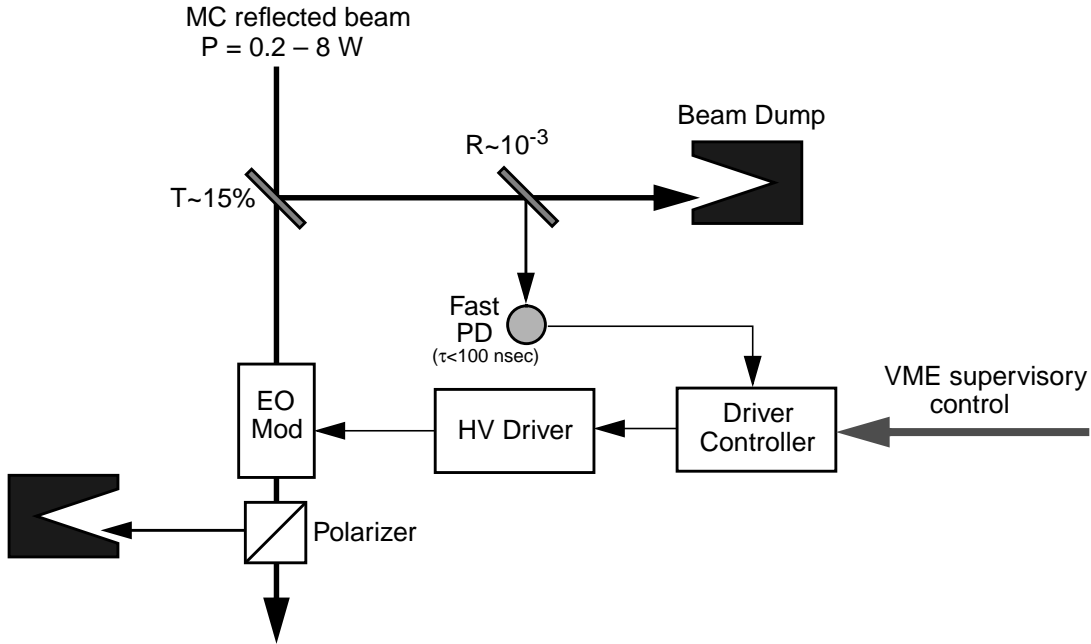 MC reflected beam
P = 0.2 – 8 W
Beam Dump
R~10⁻³
T~15%
Fast
PD
(τ<100 nsec)
VME supervisory
control
EO
Mod
HV Driver
Driver
Controller
Polarizer